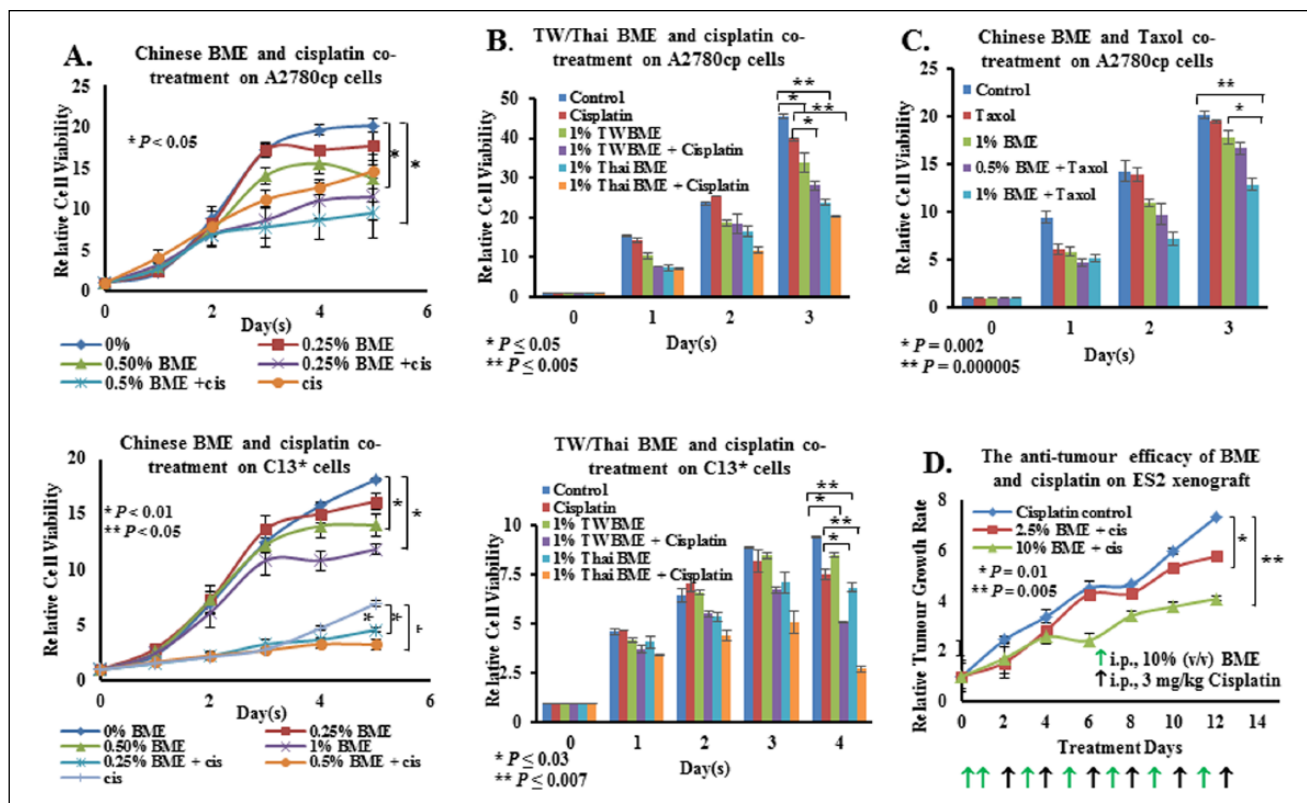 A.
Chinese BME and cisplatin co-
treatment on A2780cp cells
Relative Cell Viability
25
20
15
10
5
0
* P < 0.05
*
*
0 2 4 6
Day(s)
0% 0.25% BME
0.50% BME 0.25% BME +cis
0.5% BME +cis cis
B.
TW/Thai BME and cisplatin co-
treatment on A2780cp cells
Relative Cell Viability
50
40
30
20
10
0
Control
Cisplatin
1% TWBME
1% TWBME + Cisplatin
1% Thai BME
1% Thai BME + Cisplatin
**
* **
*
0 1 2 3
Day(s)
* P ≤ 0.05
** P ≤ 0.005
C.
Chinese BME and Taxol co-
treatment on A2780cp cells
Relative Cell Viability
25
20
15
10
5
0
Control
Taxol
1% BME
0.5% BME + Taxol
1% BME + Taxol
**
*
0 1 2 3
Day(s)
* P = 0.002
** P = 0.000005
Chinese BME and cisplatin co-
treatment on C13* cells
Relative Cell Viability
20
15
10
5
0
* P < 0.01
** P < 0.05
*
*
*
*
0 2 4 6
Day(s)
0% BME 0.25% BME
0.50% BME 1% BME
0.25% BME + cis 0.5% BME + cis
cis
TW/Thai BME and cisplatin co-
treatment on C13* cells
Relative Cell Viability
10
7.5
5
2.5
0
Control
Cisplatin
1% TWBME
1% TWBME + Cisplatin
1% Thai BME
1% Thai BME + Cisplatin
**
*
**
*
0 1 2 3 4
Day(s)
* P ≤ 0.03
** P ≤ 0.007
D.
The anti-tumour efficacy of BME
and cisplatin on ES2 xenograft
Relative Tumour Growth Rate
8
6
4
2
0
Cisplatin control
2.5% BME + cis
10% BME + cis
* P = 0.01
** P = 0.005
*
**
↑ i.p., 10% (v/v) BME
↑ i.p., 3 mg/kg Cisplatin
0 2 4 6 8 10 12 14
Treatment Days